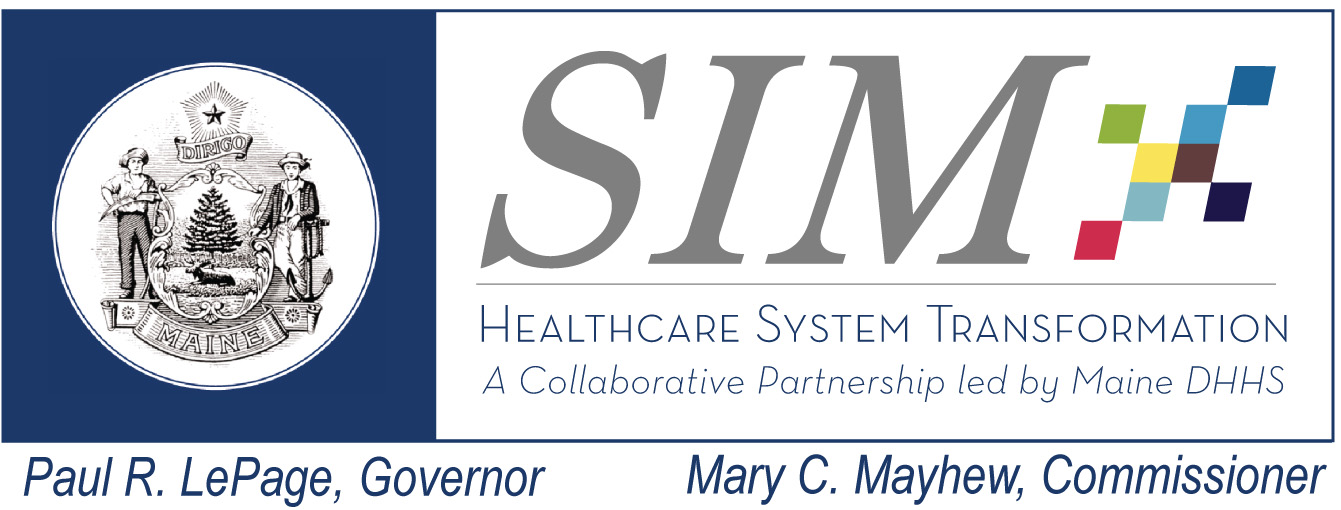 DIRIGO
MAINE
SIM
HEALTHCARE SYSTEM TRANSFORMATION
A Collaborative Partnership led by Maine DHHS
Paul R. LePage, Governor
Mary C. Mayhew, Commissioner